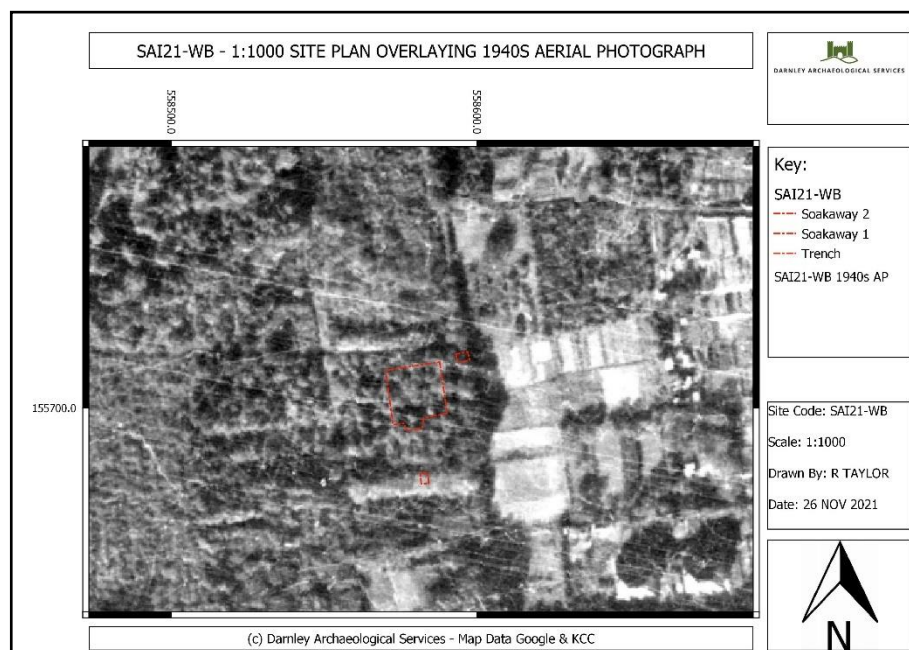 SAI21-WB - 1:1000 SITE PLAN OVERLAYING 1940S AERIAL PHOTOGRAPH
DARNLEY ARCHAEOLOGICAL SERVICES
558500.0
558600.0
155700.0
Key:
SAI21-WB
Soakaway 2
Soakaway 1
Trench
SAI21-WB 1940s AP
Site Code: SAI21-WB
Scale: 1:1000
Drawn By: R TAYLOR
Date: 26 NOV 2021
N
(c) Darnley Archaeological Services - Map Data Google & KCC